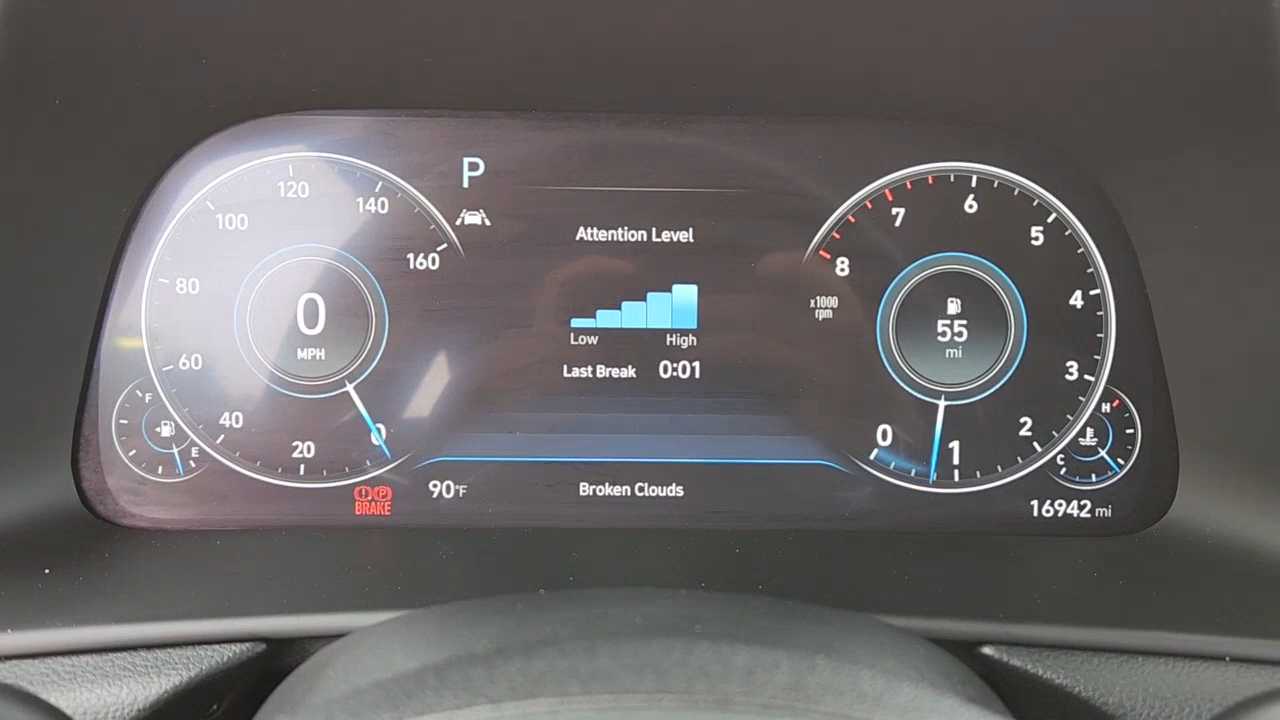 P
120
140
100
160
80
60
40
20
0
0
MPH
F
E
Attention Level
Low
High
Last Break 0:01
6
7
5
8
4
3
2
1
0
x1000
rpm
55
mi
H
C
P
BRAKE
90°F
Broken Clouds
16942 mi